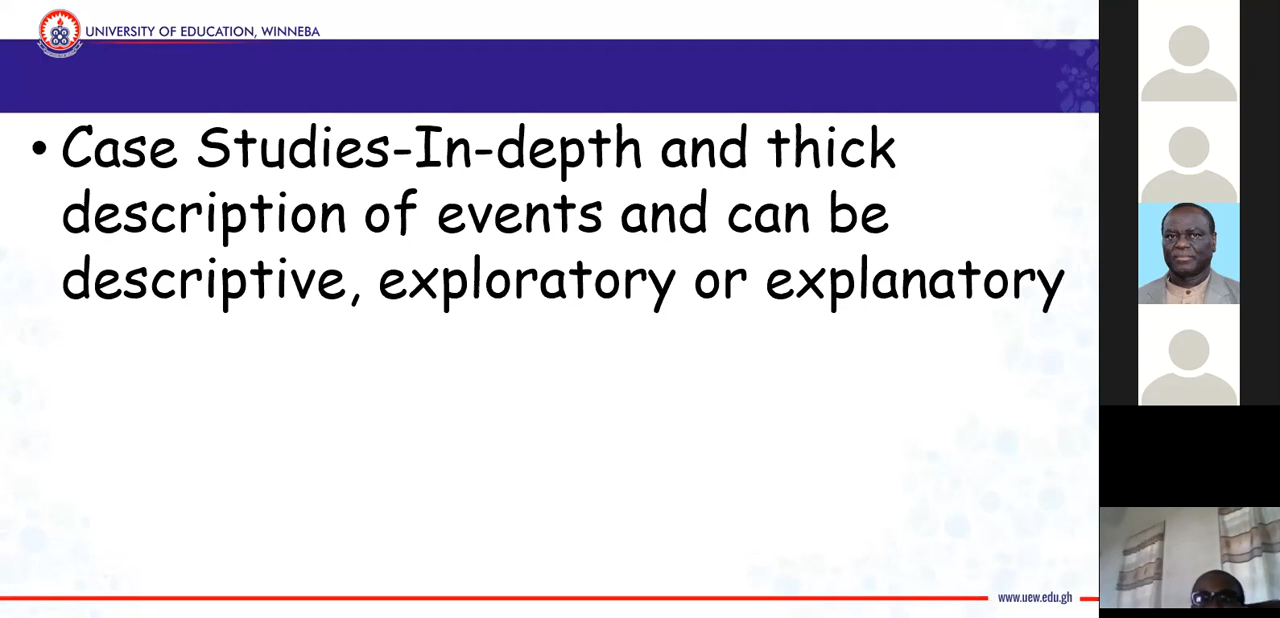 UNIVERSITY OF EDUCATION, WINNEBA
• Case Studies-In-depth and thick
description of events and can be
descriptive, exploratory or explanatory
www.uew.edu.gh